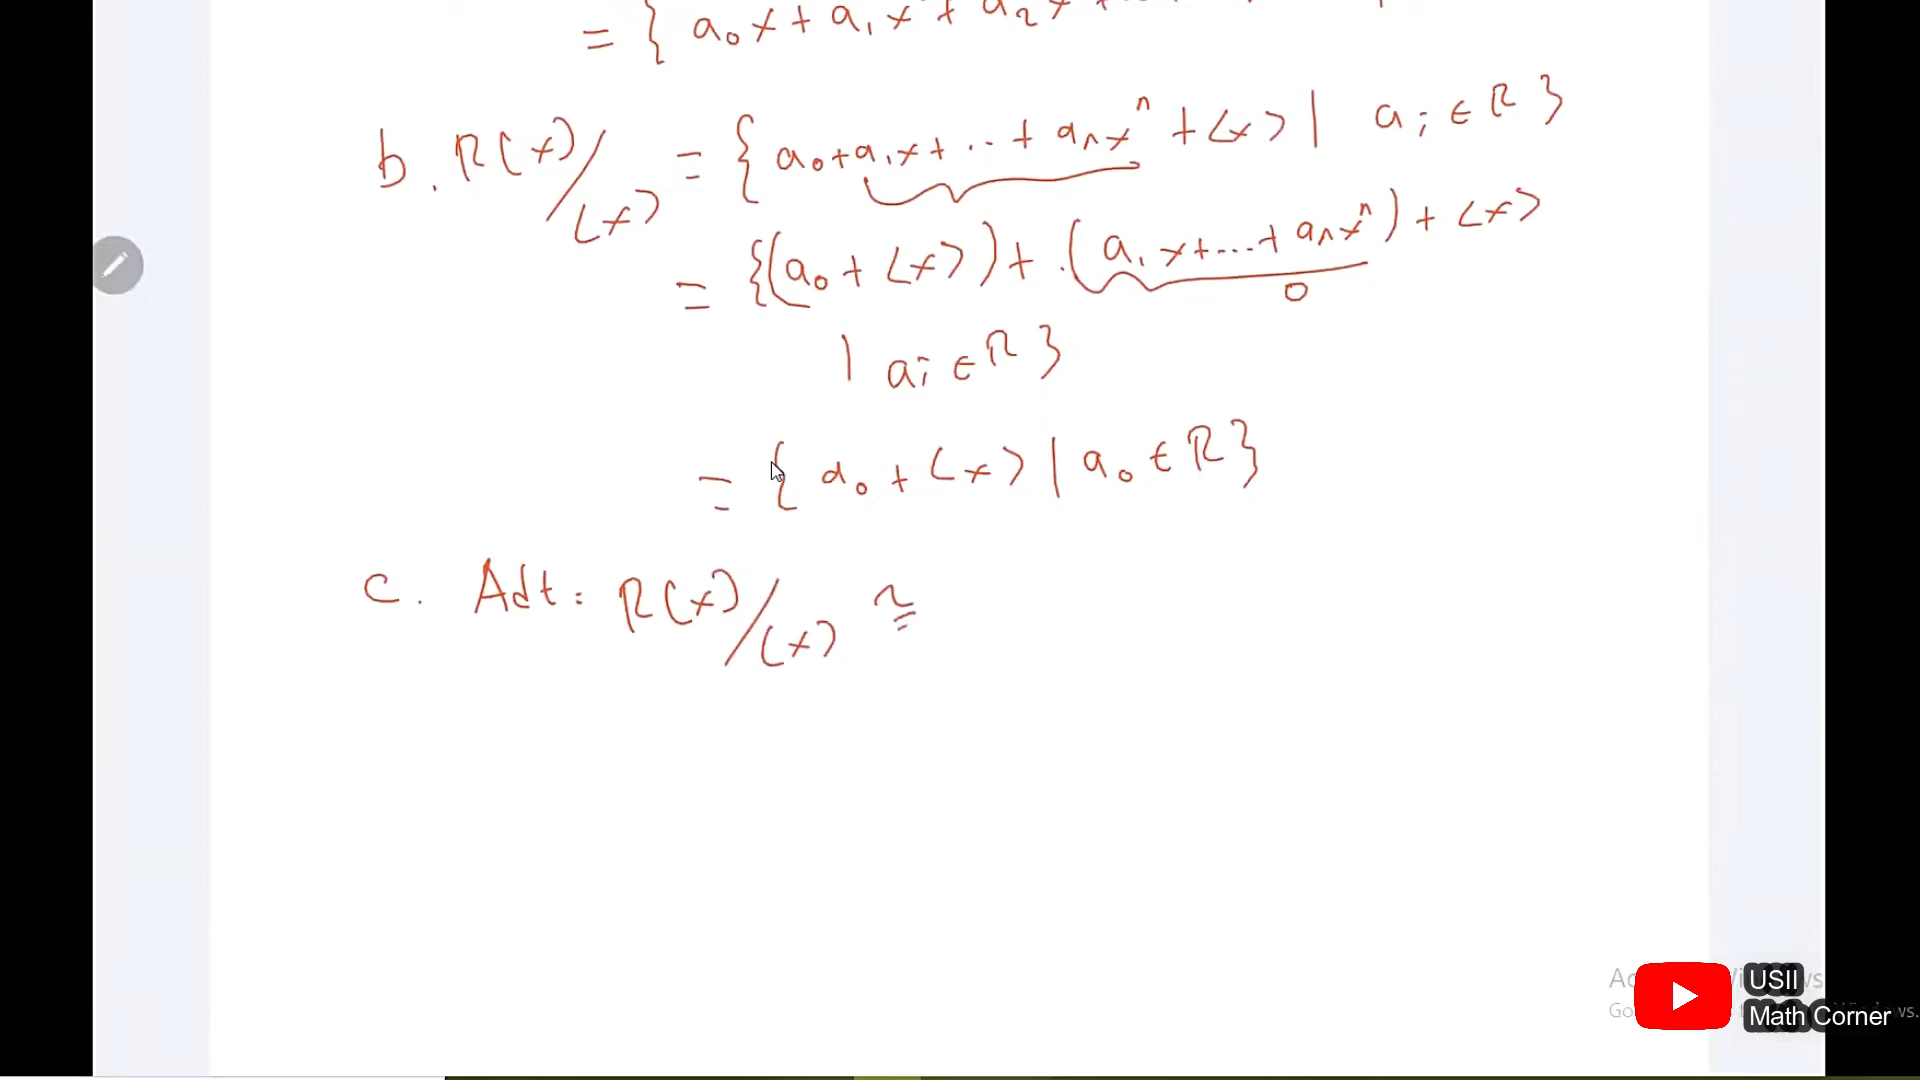 = { a₀x + a₁x + a₂x
b. R[x]/<x> = { a₀+a₁x+..+ aₙxⁿ + <x> | aᵢ ∈ R }
= {(a₀ + <x>) + (a₁x+...+ aₙxⁿ) + <x>
0
| aᵢ ∈ R }
= { a₀ + <x> | a₀ ∈ R }
c. Adt: R[x]/<x> ≅
USII
Math Corner